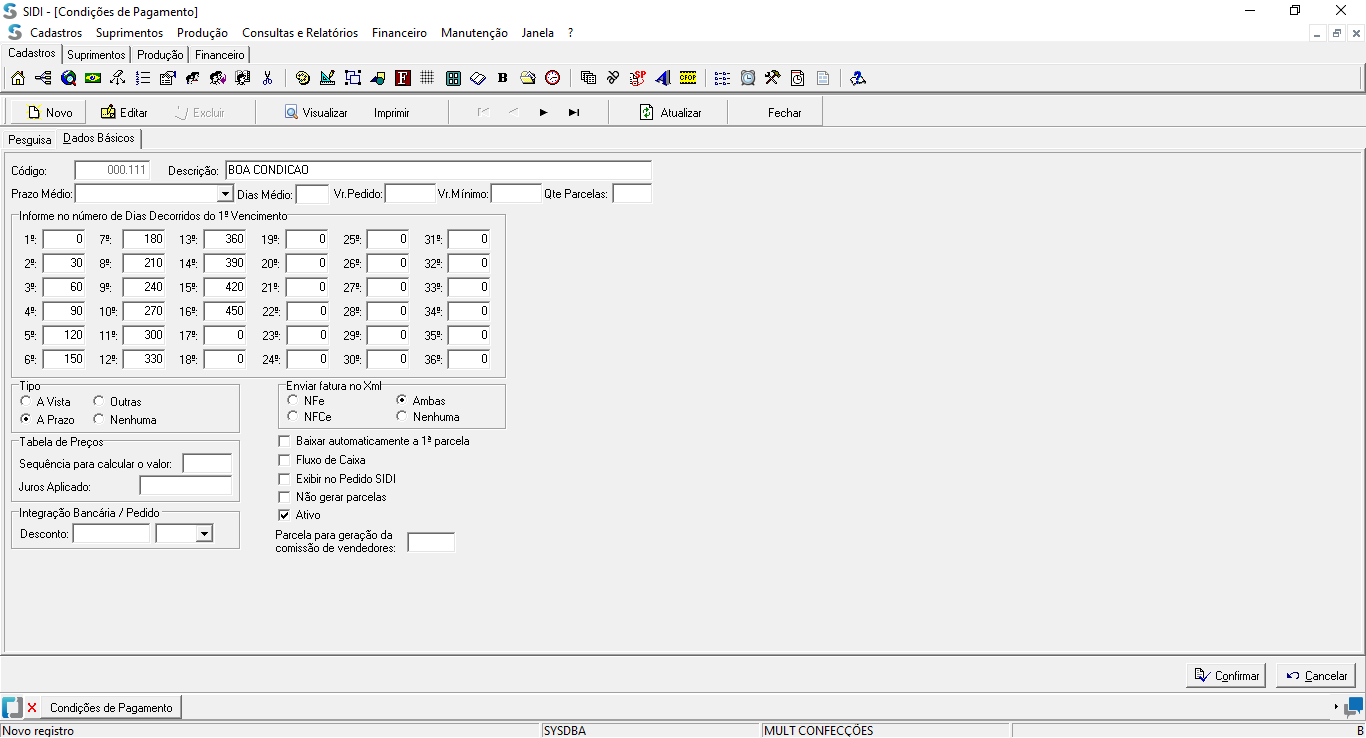 SIDI - [Condições de Pagamento]
Cadastros Suprimentos Produção Consultas e Relatórios Financeiro Manutenção Janela ?
Cadastros Suprimentos Produção Financeiro
Novo Editar Excluir Visualizar Imprimir Atualizar Fechar
Pesquisa Dados Básicos
Código: 000.111 Descrição: BOA CONDICAO
Prazo Médio: Dias Médio: Vr.Pedido: Vr.Mínimo: Qte Parcelas:
Informe no número de Dias Decorridos do 1º Vencimento
1º: 0 7º: 180 13º: 360 19º: 0 25º: 0 31º: 0
2º: 30 8º: 210 14º: 390 20º: 0 26º: 0 32º: 0
3º: 60 9º: 240 15º: 420 21º: 0 27º: 0 33º: 0
4º: 90 10º: 270 16º: 450 22º: 0 28º: 0 34º: 0
5º: 120 11º: 300 17º: 0 23º: 0 29º: 0 35º: 0
6º: 150 12º: 330 18º: 0 24º: 0 30º: 0 36º: 0
Tipo
A Vista Outras
A Prazo Nenhuma
Enviar fatura no Xml
NFe Ambas
NFCe Nenhuma
Tabela de Preços
Sequência para calcular o valor:
Juros Aplicado:
Baixar automaticamente a 1ª parcela
Fluxo de Caixa
Exibir no Pedido SIDI
Não gerar parcelas
Ativo
Integração Bancária / Pedido
Desconto:
Parcela para geração da
comissão de vendedores:
Confirmar Cancelar
Condições de Pagamento
Novo registro SYSDBA MULT CONFECÇÕES B